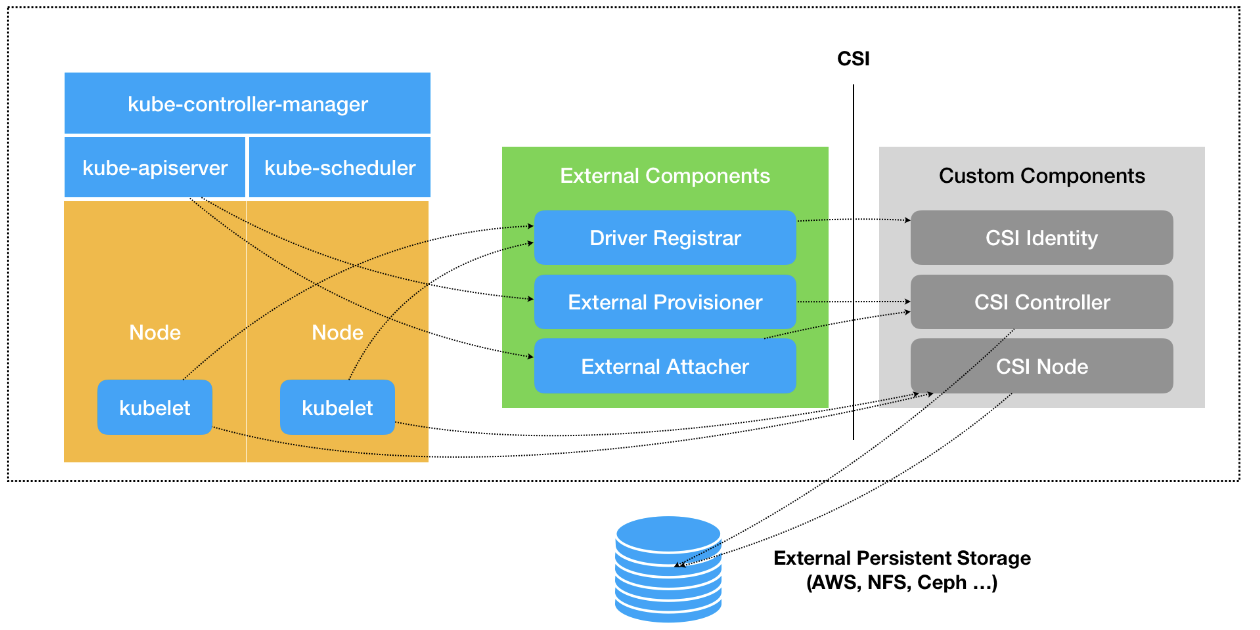 CSI
kube-controller-manager
kube-apiserver
kube-scheduler
External Components
Custom Components
Driver Registrar
CSI Identity
External Provisioner
CSI Controller
Node
Node
External Attacher
CSI Node
kubelet
kubelet
External Persistent Storage
(AWS, NFS, Ceph ...)